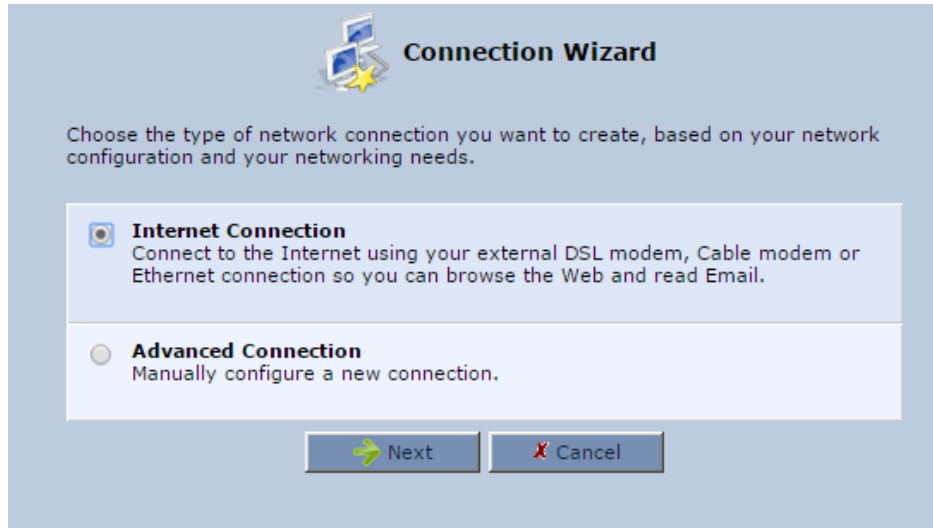 Connection Wizard
Choose the type of network connection you want to create, based on your network
configuration and your networking needs.
Internet Connection
Connect to the Internet using your external DSL modem, Cable modem or
Ethernet connection so you can browse the Web and read Email.
Advanced Connection
Manually configure a new connection.
Next
Cancel